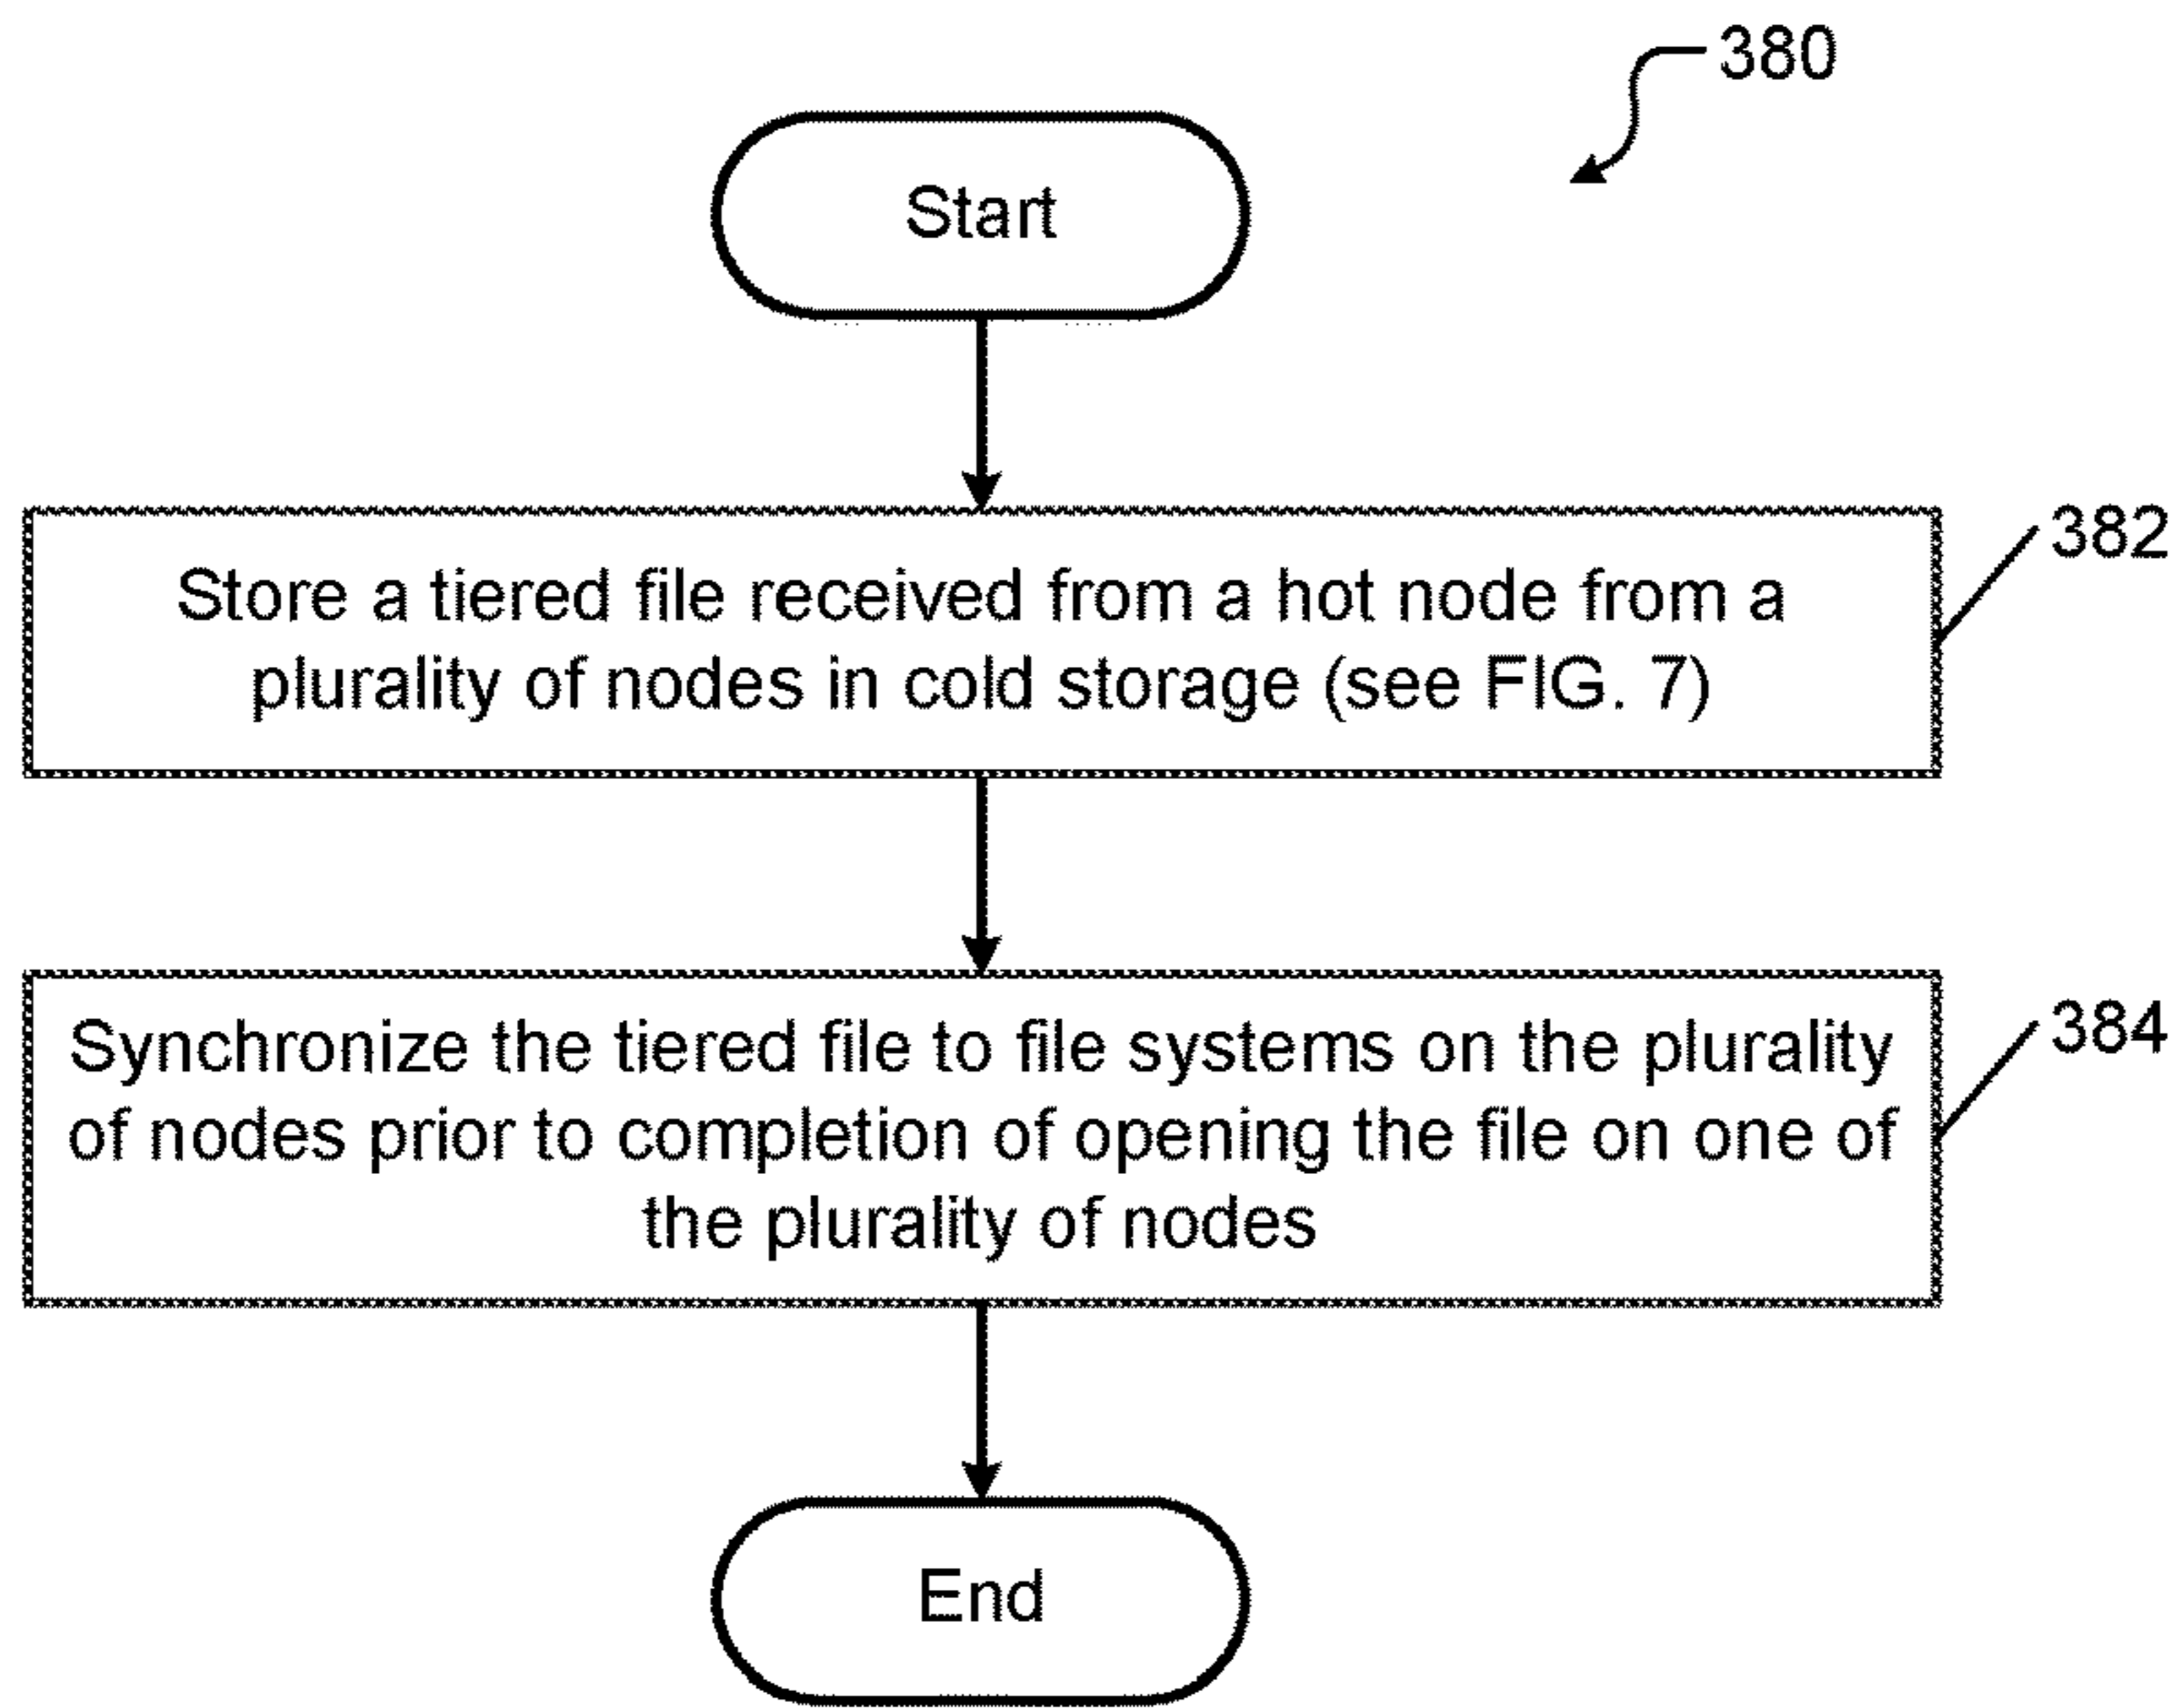 380
Start
382
Store a tiered file received from a hot node from a
plurality of nodes in cold storage (see FIG. 7)
384
Synchronize the tiered file to file systems on the plurality
of nodes prior to completion of opening the file on one of
the plurality of nodes
End